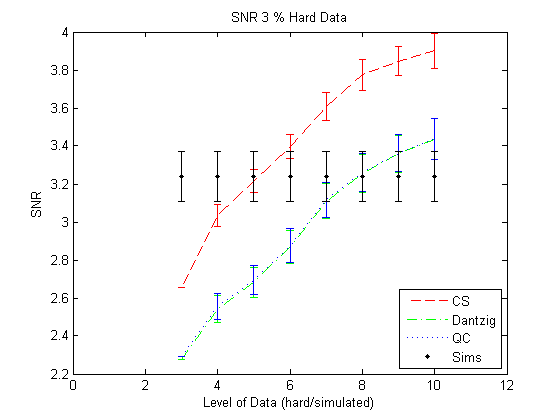 SNR 3 % Hard Data
4
3.8
3.6
3.4
3.2
3
2.8
2.6
2.4
2.2
SNR
0
2
4
6
8
10
12
Level of Data (hard/simulated)
CS
Dantzig
QC
Sims